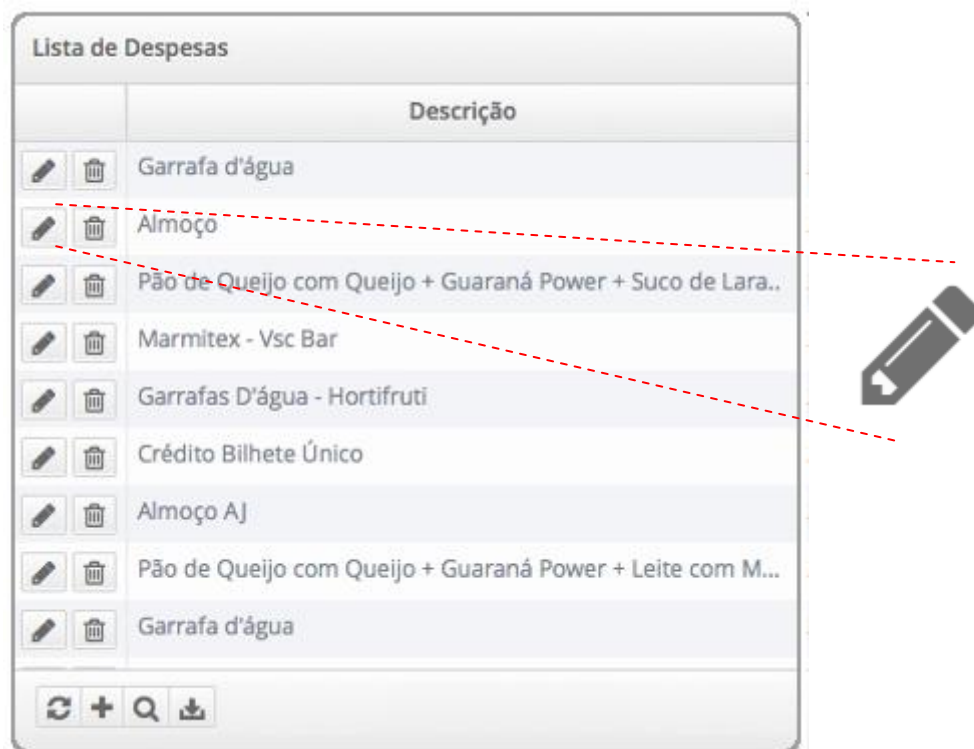 Lista de Despesas
Descrição
Garrafa d'água
Almoço
Pão de Queijo com Queijo + Guaraná Power + Suco de Lara..
Marmitex - Vsc Bar
Garrafas D'água - Hortifruti
Crédito Bilhete Único
Almoço AJ
Pão de Queijo com Queijo + Guaraná Power + Leite com M...
Garrafa d'água